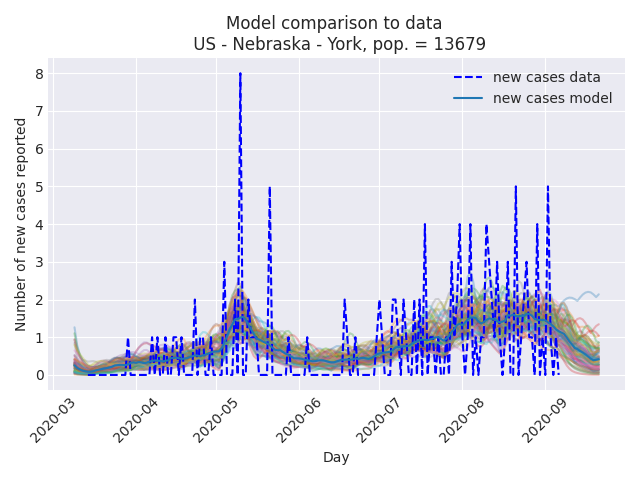 Model comparison to data
US - Nebraska - York, pop. = 13679
new cases data
new cases model
Number of new cases reported
8
7
6
5
4
3
2
1
0
2020-03
2020-04
2020-05
2020-06
2020-07
2020-08
2020-09
Day